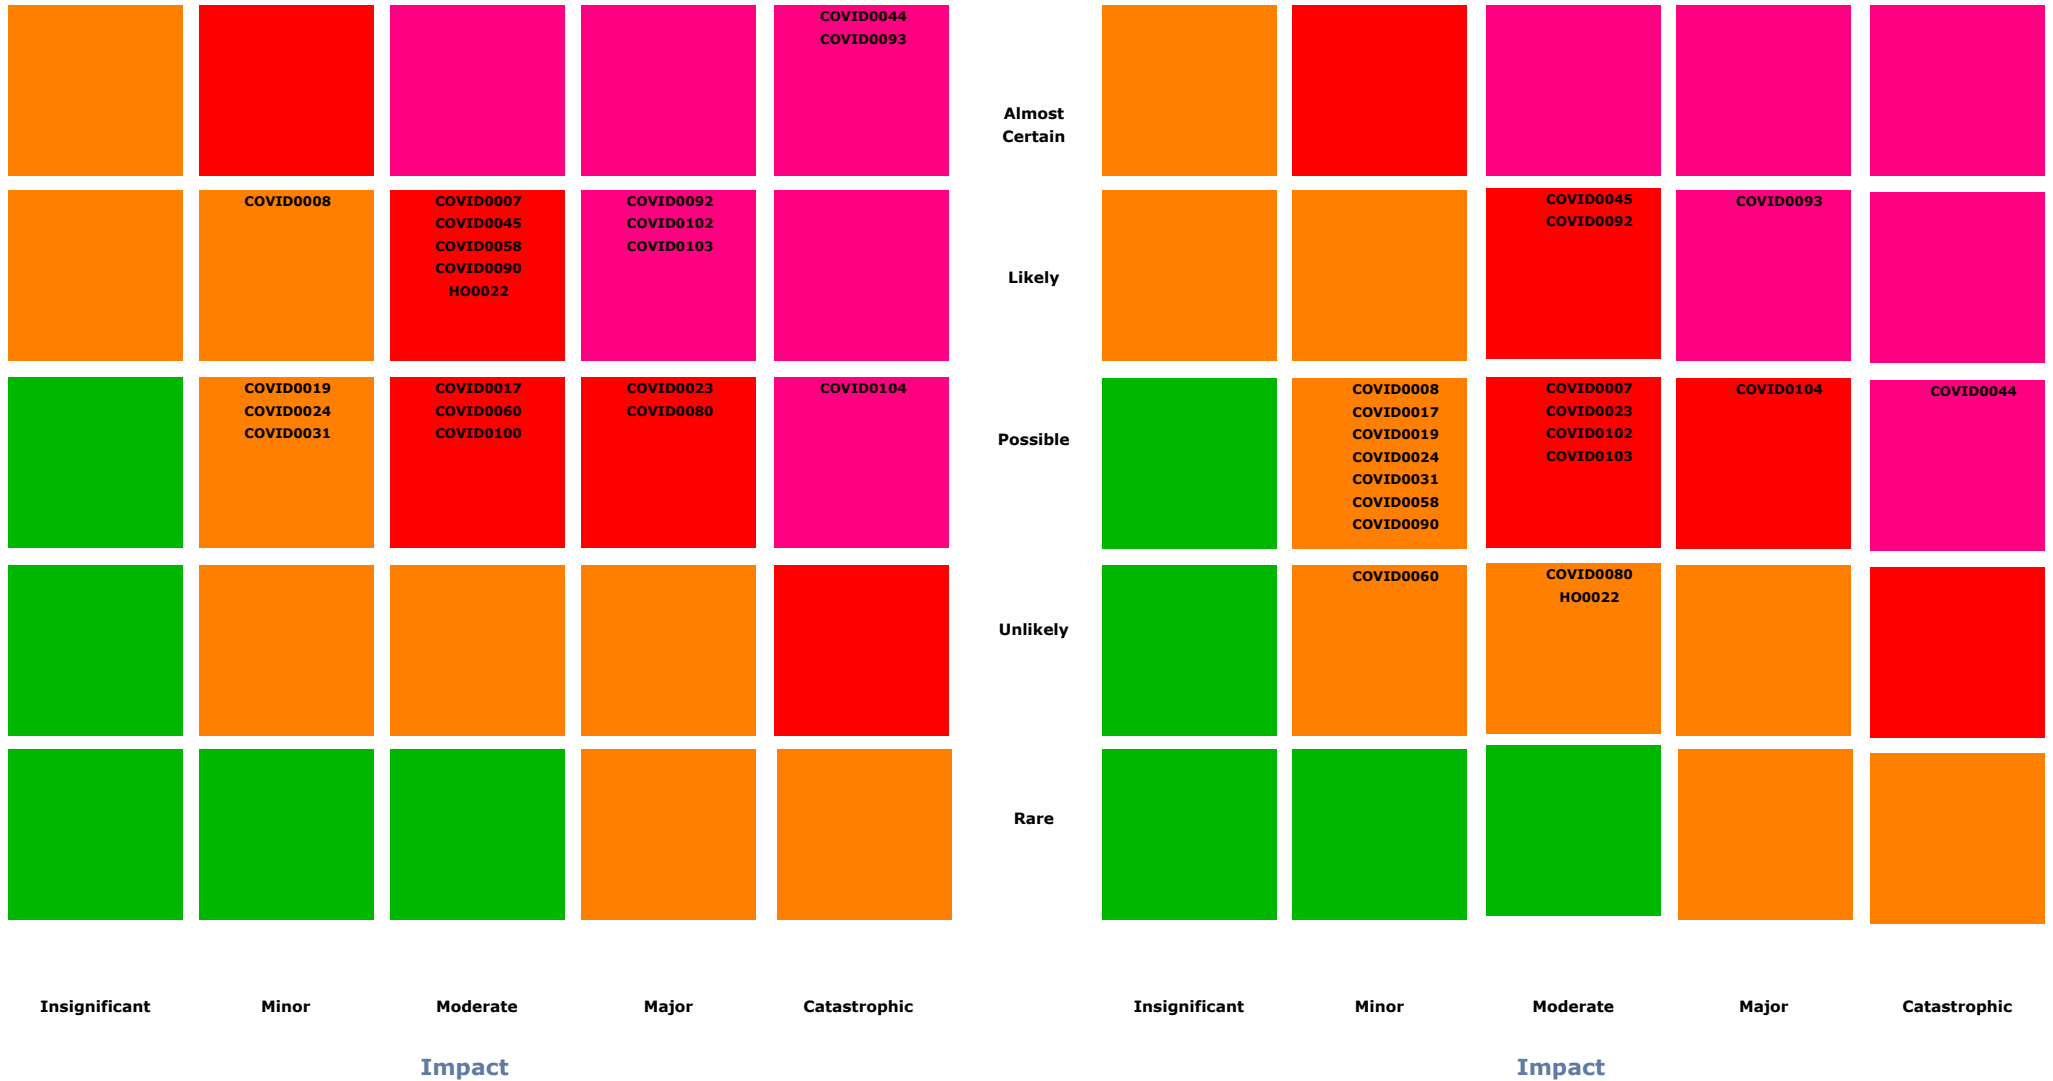 COVID0044
COVID0093
Almost
Certain
COVID0008
COVID0007
COVID0045
COVID0058
COVID0090
HO0022
COVID0092
COVID0102
COVID0103
Likely
COVID0045
COVID0092
COVID0093
COVID0019
COVID0024
COVID0031
COVID0017
COVID0060
COVID0100
COVID0023
COVID0080
COVID0104
Possible
COVID0008
COVID0017
COVID0019
COVID0024
COVID0031
COVID0058
COVID0090
COVID0007
COVID0023
COVID0102
COVID0103
COVID0104
COVID0044
Unlikely
COVID0060
COVID0080
HO0022
Rare
Insignificant
Minor
Moderate
Major
Catastrophic
Insignificant
Minor
Moderate
Major
Catastrophic
Impact
Impact